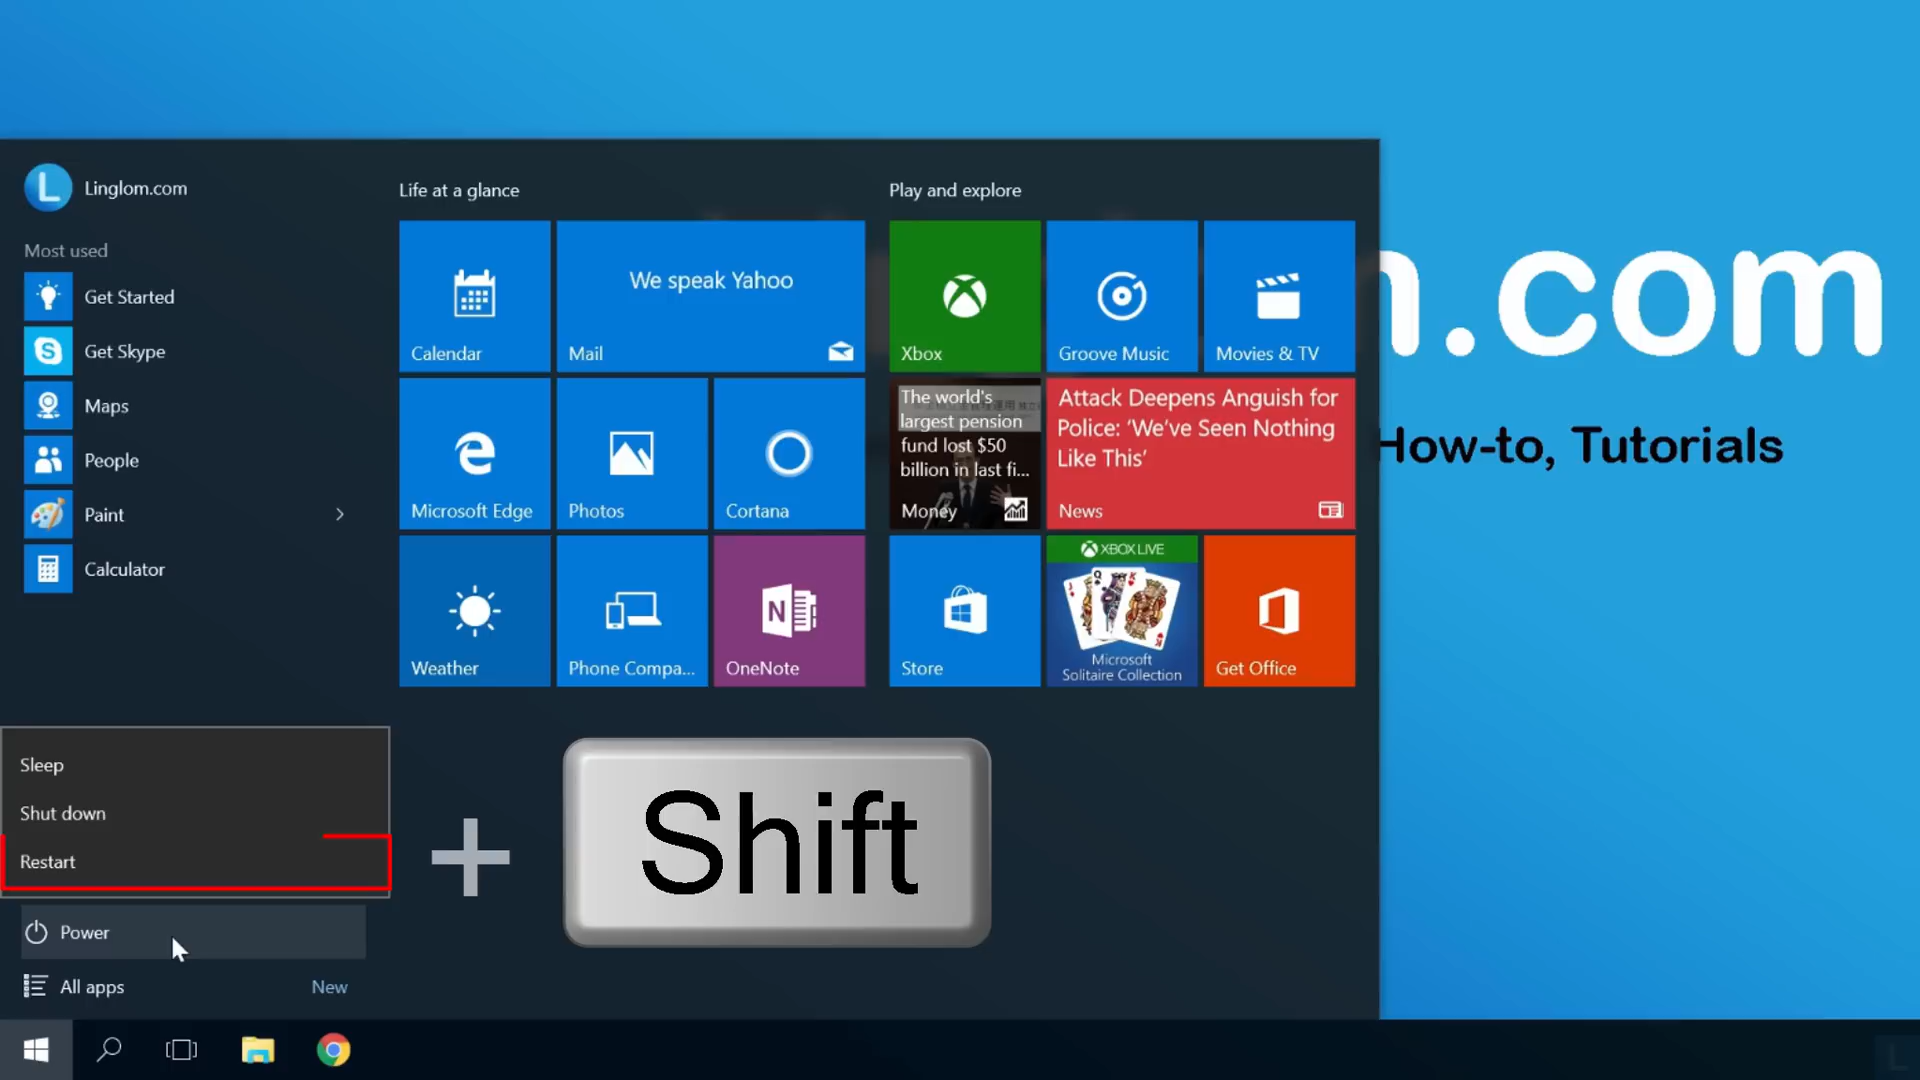 Linglom.com
Most used
Get Started
Get Skype
Maps
People
Paint
Calculator
Life at a glance
Calendar
We speak Yahoo
Mail
Microsoft Edge
Photos
Cortana
Weather
Phone Compa...
N
OneNote
Play and explore
Xbox
Groove Music
Movies & TV
The world's
largest pension
fund lost $50
billion in last fi...
Money
Attack Deepens Anguish for
Police: ‘We’ve Seen Nothing
Like This’
News
Store
XBOX LIVE
Microsoft
Solitaire Collection
Get Office
n.com
How-to, Tutorials
Sleep
Shut down
Restart
+ Shift
Power
All apps
New